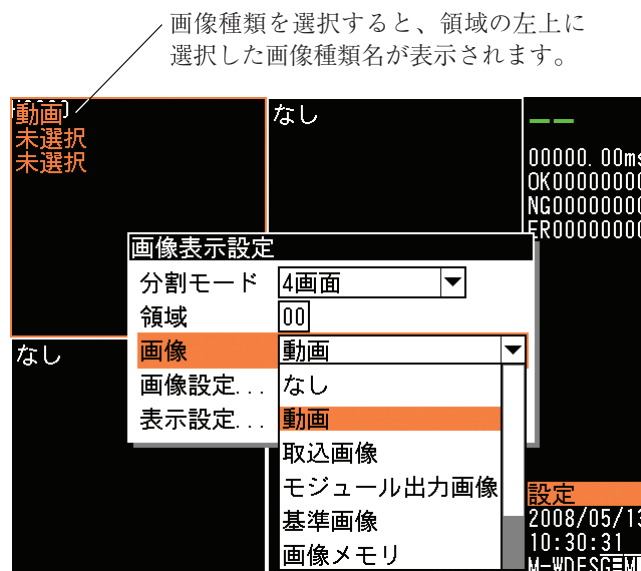 画像種類を選択すると、領域の左上に
選択した画像種類名が表示されます。
動画
未選択
未選択
なし
00000.00ms
OK00000000
NG00000000
ER00000000
画像表示設定
分割モード 4画面
領域 00
画像 動画
画像設定...
表示設定...
なし
動画
取込画像
モジュール出力画像
基準画像
画像メモリ
なし
設定
2008/05/13
10:30:31